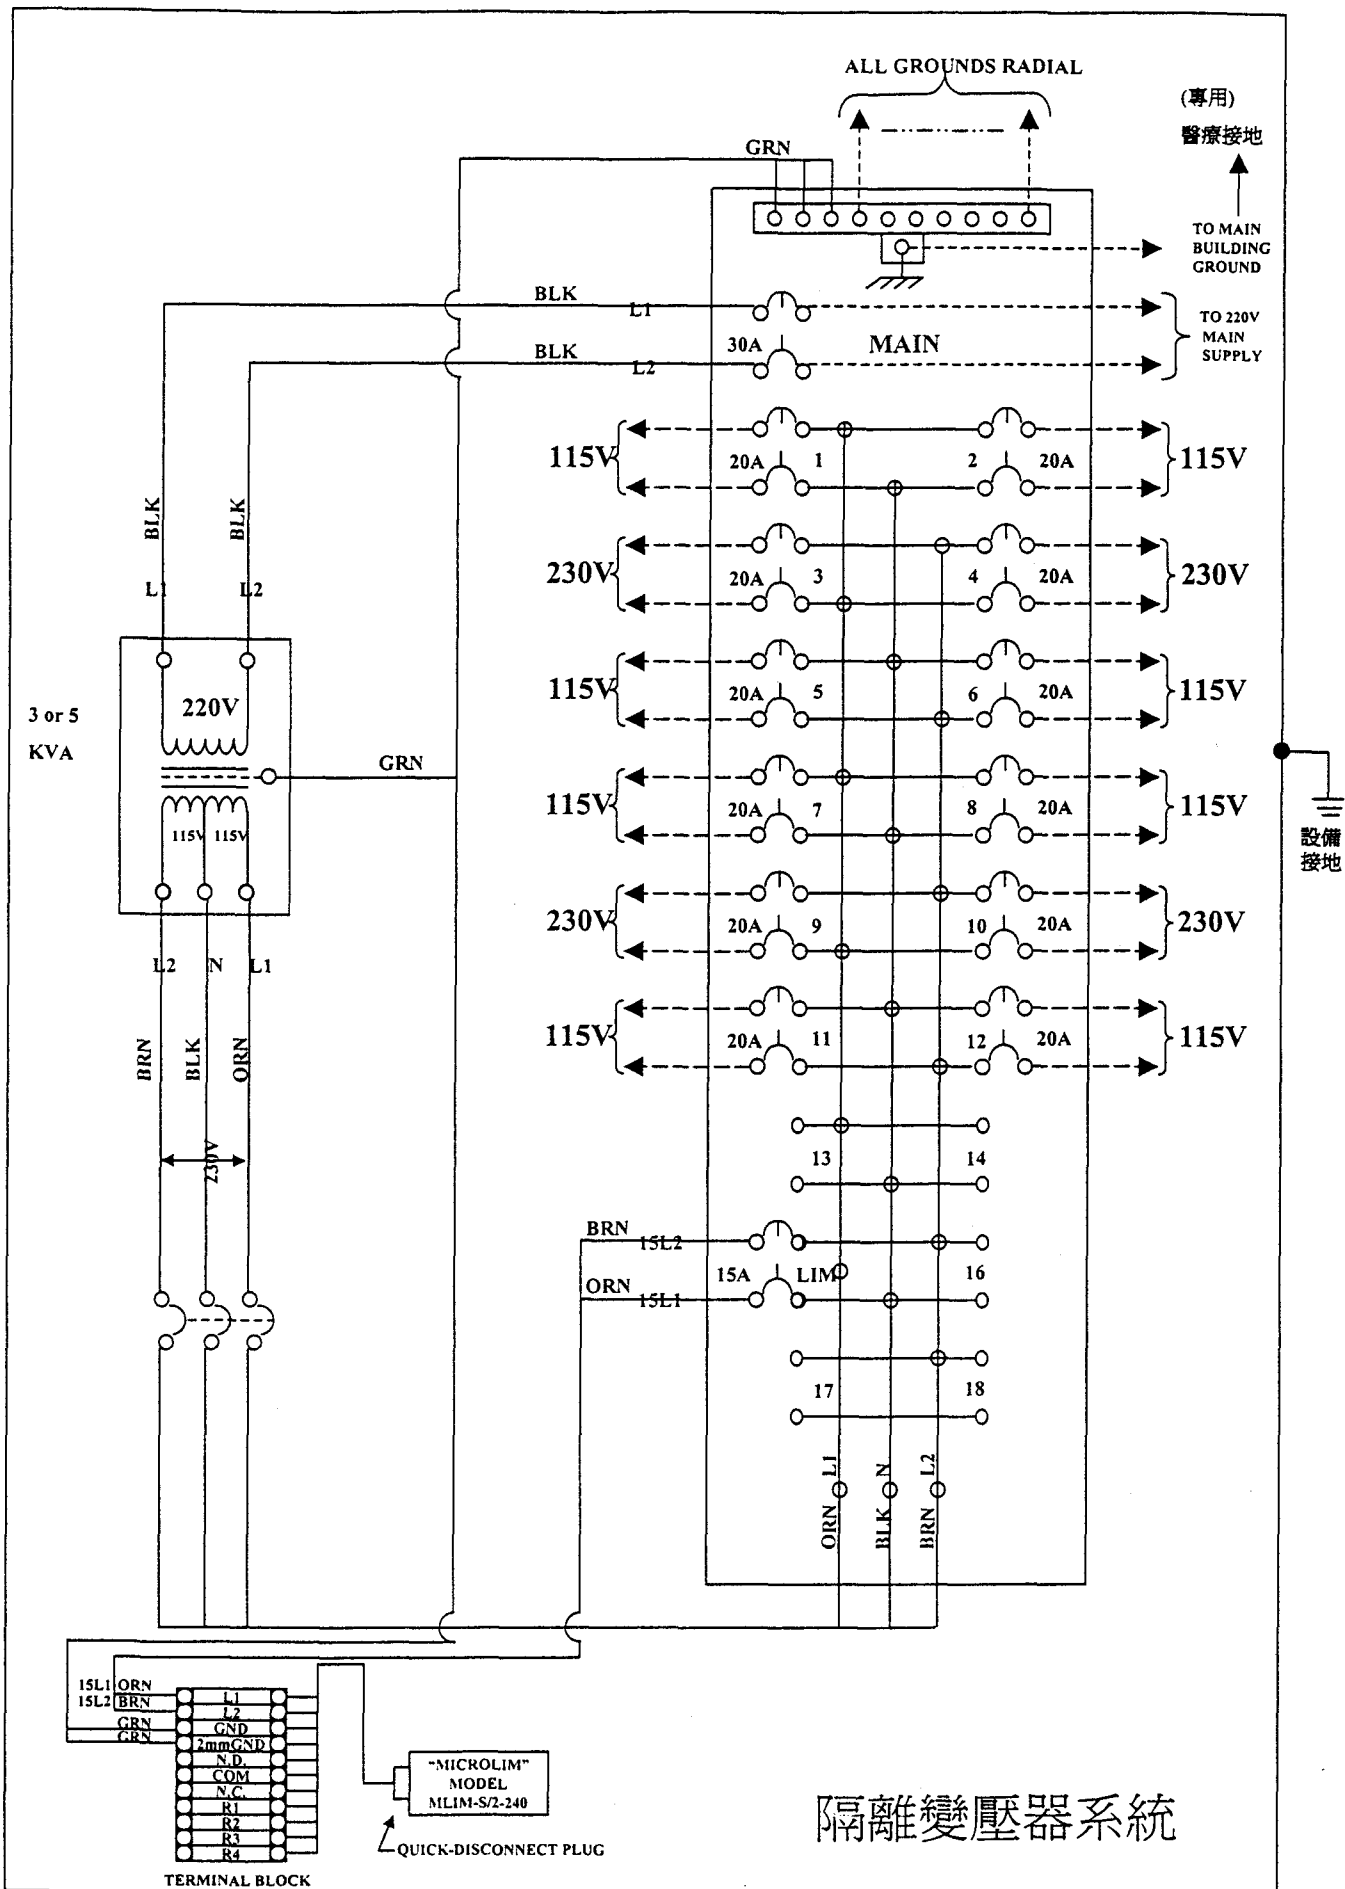 ALL GROUNDS RADIAL
(專用)
醫療接地
GRN
TO MAIN
BUILDING
GROUND
BLK
L1
TO 220V
MAIN
SUPPLY
30A
MAIN
BLK
L2
115V
20A
1
2
20A
115V
BLK
BLK
230V
20A
3
4
20A
230V
L1
L2
115V
20A
5
6
20A
115V
3 or 5
KVA
220V
GRN
115V
20A
7
8
20A
115V
115V
115V
設備
接地
230V
20A
9
10
20A
230V
L2
N
L1
115V
20A
11
12
20A
115V
BRN
BLK
ORN
230V
13
14
BRN
15L2
15A
LIM
16
ORN
15L1
17
18
L1
N
L2
ORN
BLK
BRN
15L1 ORN
15L2 BRN
GRN
GRN
L1
L2
GND
2mmGND
N.D.
COM
N.C.
R1
R2
R3
R4
TERMINAL BLOCK
"MICROLIM"
MODEL
MLIM-S/2-240
QUICK-DISCONNECT PLUG
隔離變壓器系統